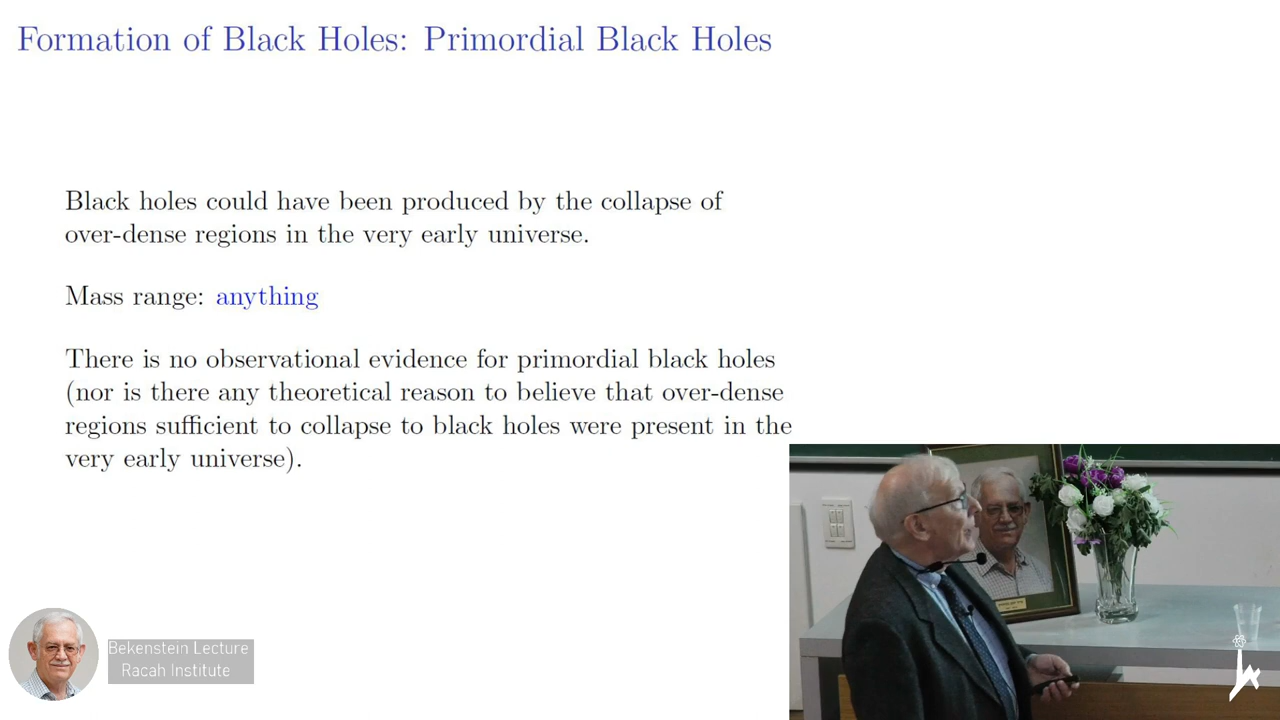 Formation of Black Holes: Primordial Black Holes
Black holes could have been produced by the collapse of
over-dense regions in the very early universe.
Mass range: anything
There is no observational evidence for primordial black holes
(nor is there any theoretical reason to believe that over-dense
regions sufficient to collapse to black holes were present in the
very early universe).
Bekenstein Lecture
Racah Institute